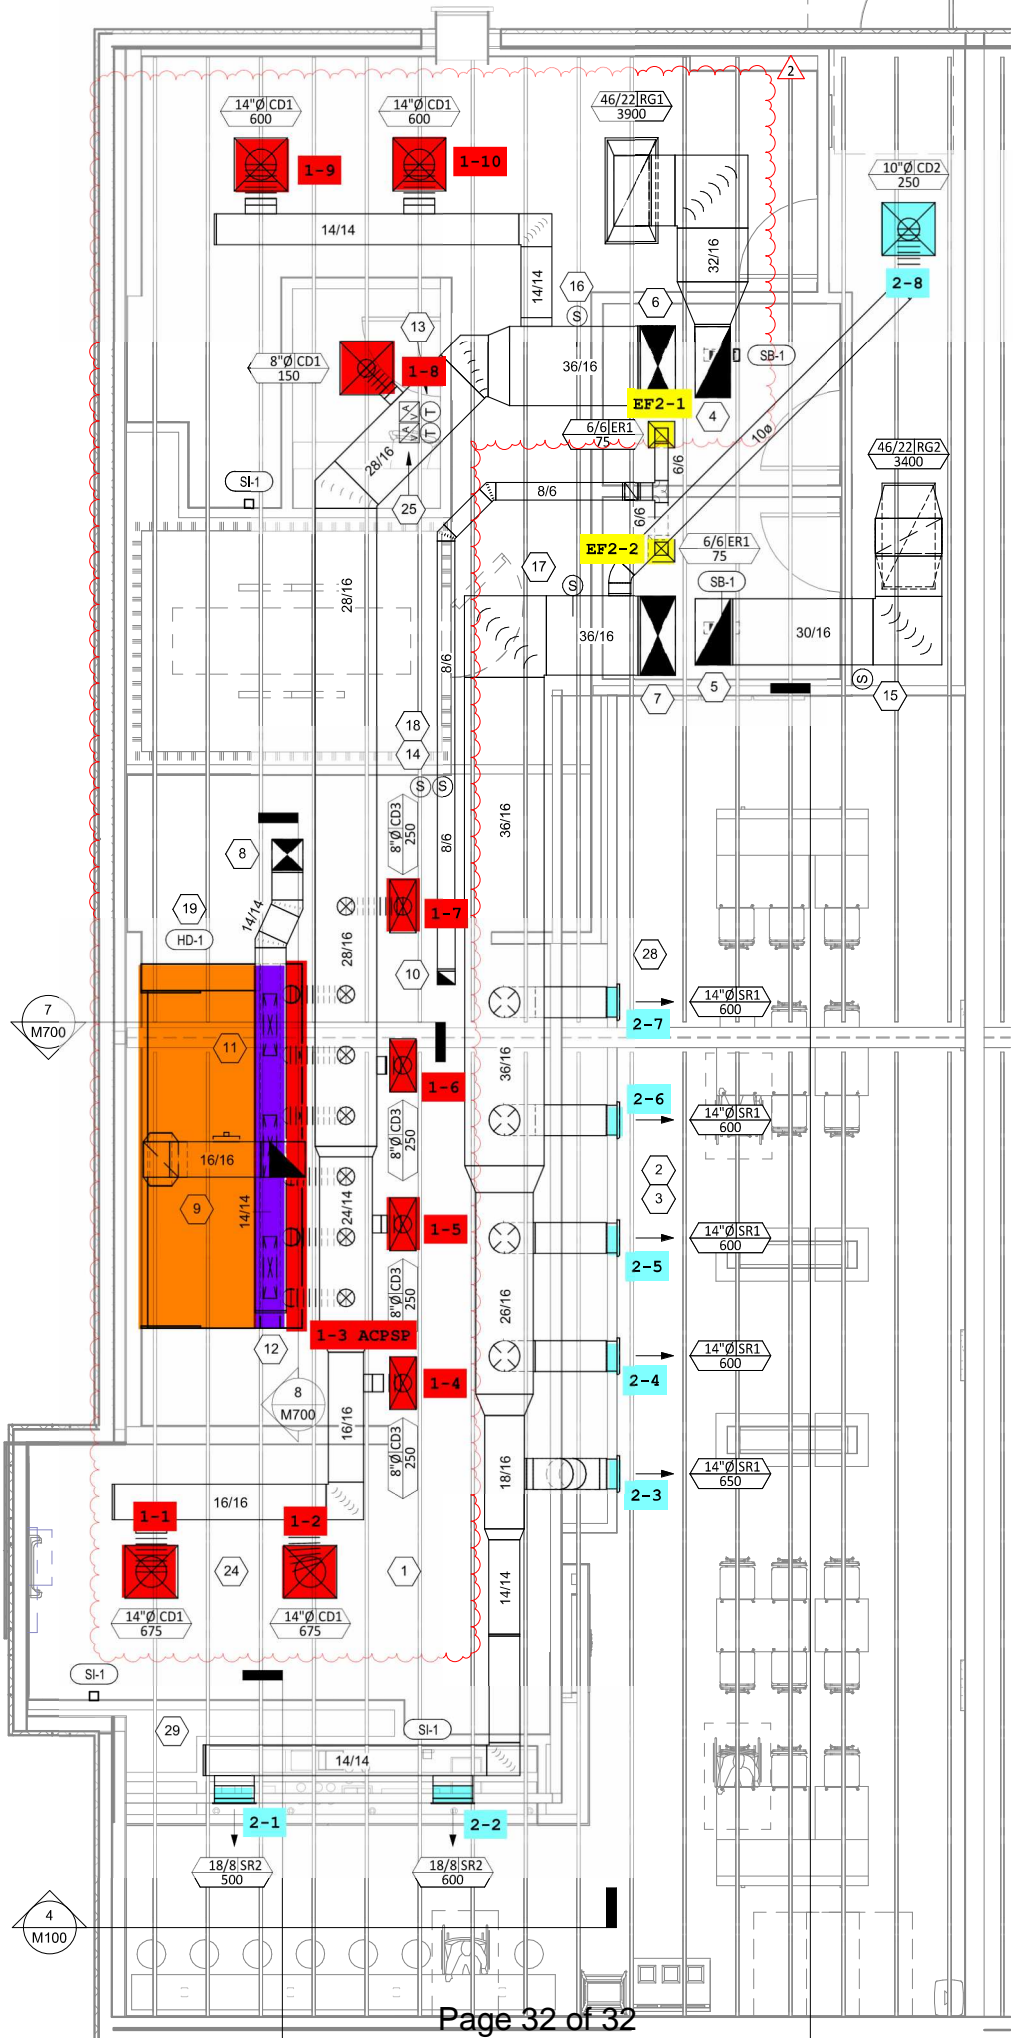 2
14"Ø CD1
600
14"Ø CD1
600
46/22 RG1
3900
10"Ø CD2
250
1-9
1-10
14/14
32/16
2-8
14/14
16
S
6
13
8"Ø CD1
150
1-8
36/16
SB-1
A
V
T
A
V
T
EF2-1
4
6/6 ER1
75
10ø
28/16
46/22 RG2
3400
SI-1
25
8/6
6/6
6/6
EF2-2
6/6 ER1
75
17
S
SB-1
28/16
36/16
30/16
8/6
5
7
S
15
18
14
S
S
8"Ø CD3
250
36/16
8/6
8
19
HD-1
14/14
1-7
28/16
10
28
7
M700
14"Ø SR1
600
2-7
11
36/16
1-6
2-6
14"Ø SR1
600
8"Ø CD3
250
16/16
2
3
9
14/14
24/14
1-5
14"Ø SR1
600
2-5
8"Ø CD3
250
26/16
1-3 ACPSP
12
14"Ø SR1
600
2-4
1-4
8
M700
16/16
8"Ø CD3
250
18/16
14"Ø SR1
650
2-3
16/16
1-1
1-2
24
1
14/14
14"Ø CD1
675
14"Ø CD1
675
SI-1
29
SI-1
14/14
2-1
2-2
18/8 SR2
500
18/8 SR2
600
4
M100
Page 32 of 32